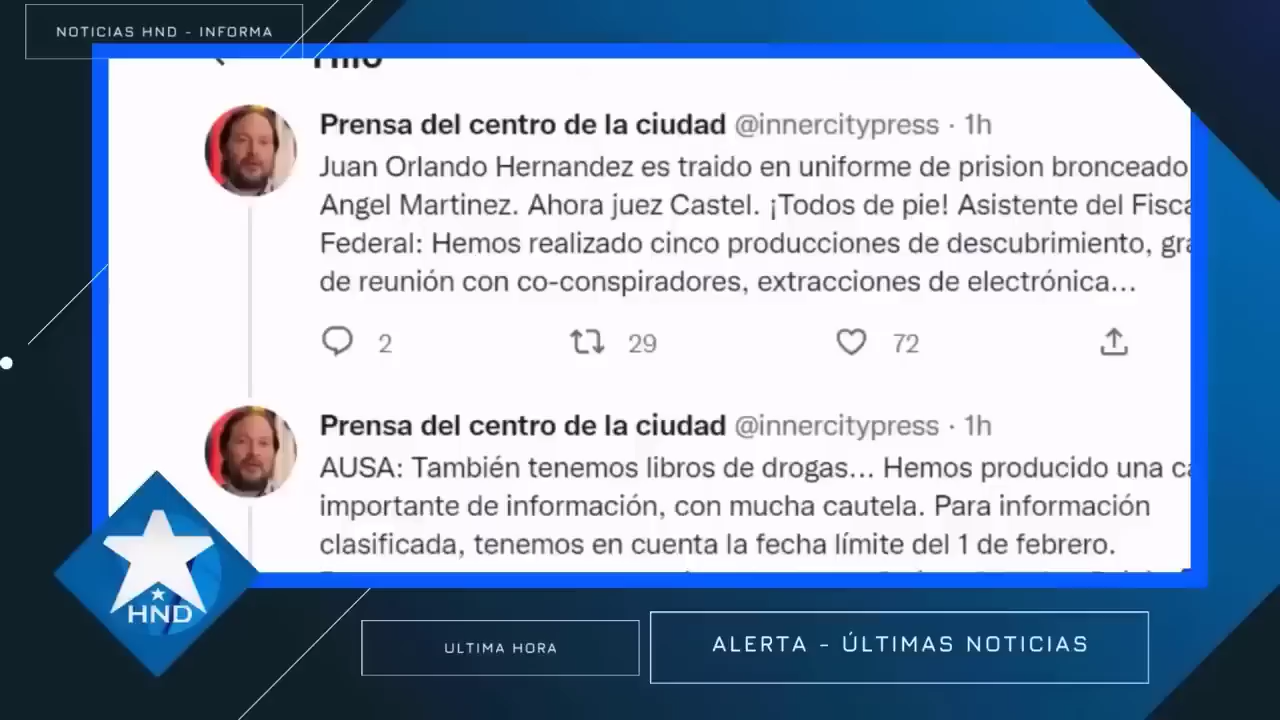 NOTICIAS HND - INFORMA
Hilo
Prensa del centro de la ciudad @innercitypress · 1h
Juan Orlando Hernandez es traido en uniforme de prision bronceado
Angel Martinez. Ahora juez Castel. ¡Todos de pie! Asistente del Fisca
Federal: Hemos realizado cinco producciones de descubrimiento, gra
de reunión con co-conspiradores, extracciones de electrónica...
2 29 72
Prensa del centro de la ciudad @innercitypress · 1h
AUSA: También tenemos libros de drogas... Hemos producido una ca
importante de información, con mucha cautela. Para información
clasificada, tenemos en cuenta la fecha límite del 1 de febrero.
HND
ULTIMA HORA
ALERTA - ÚLTIMAS NOTICIAS